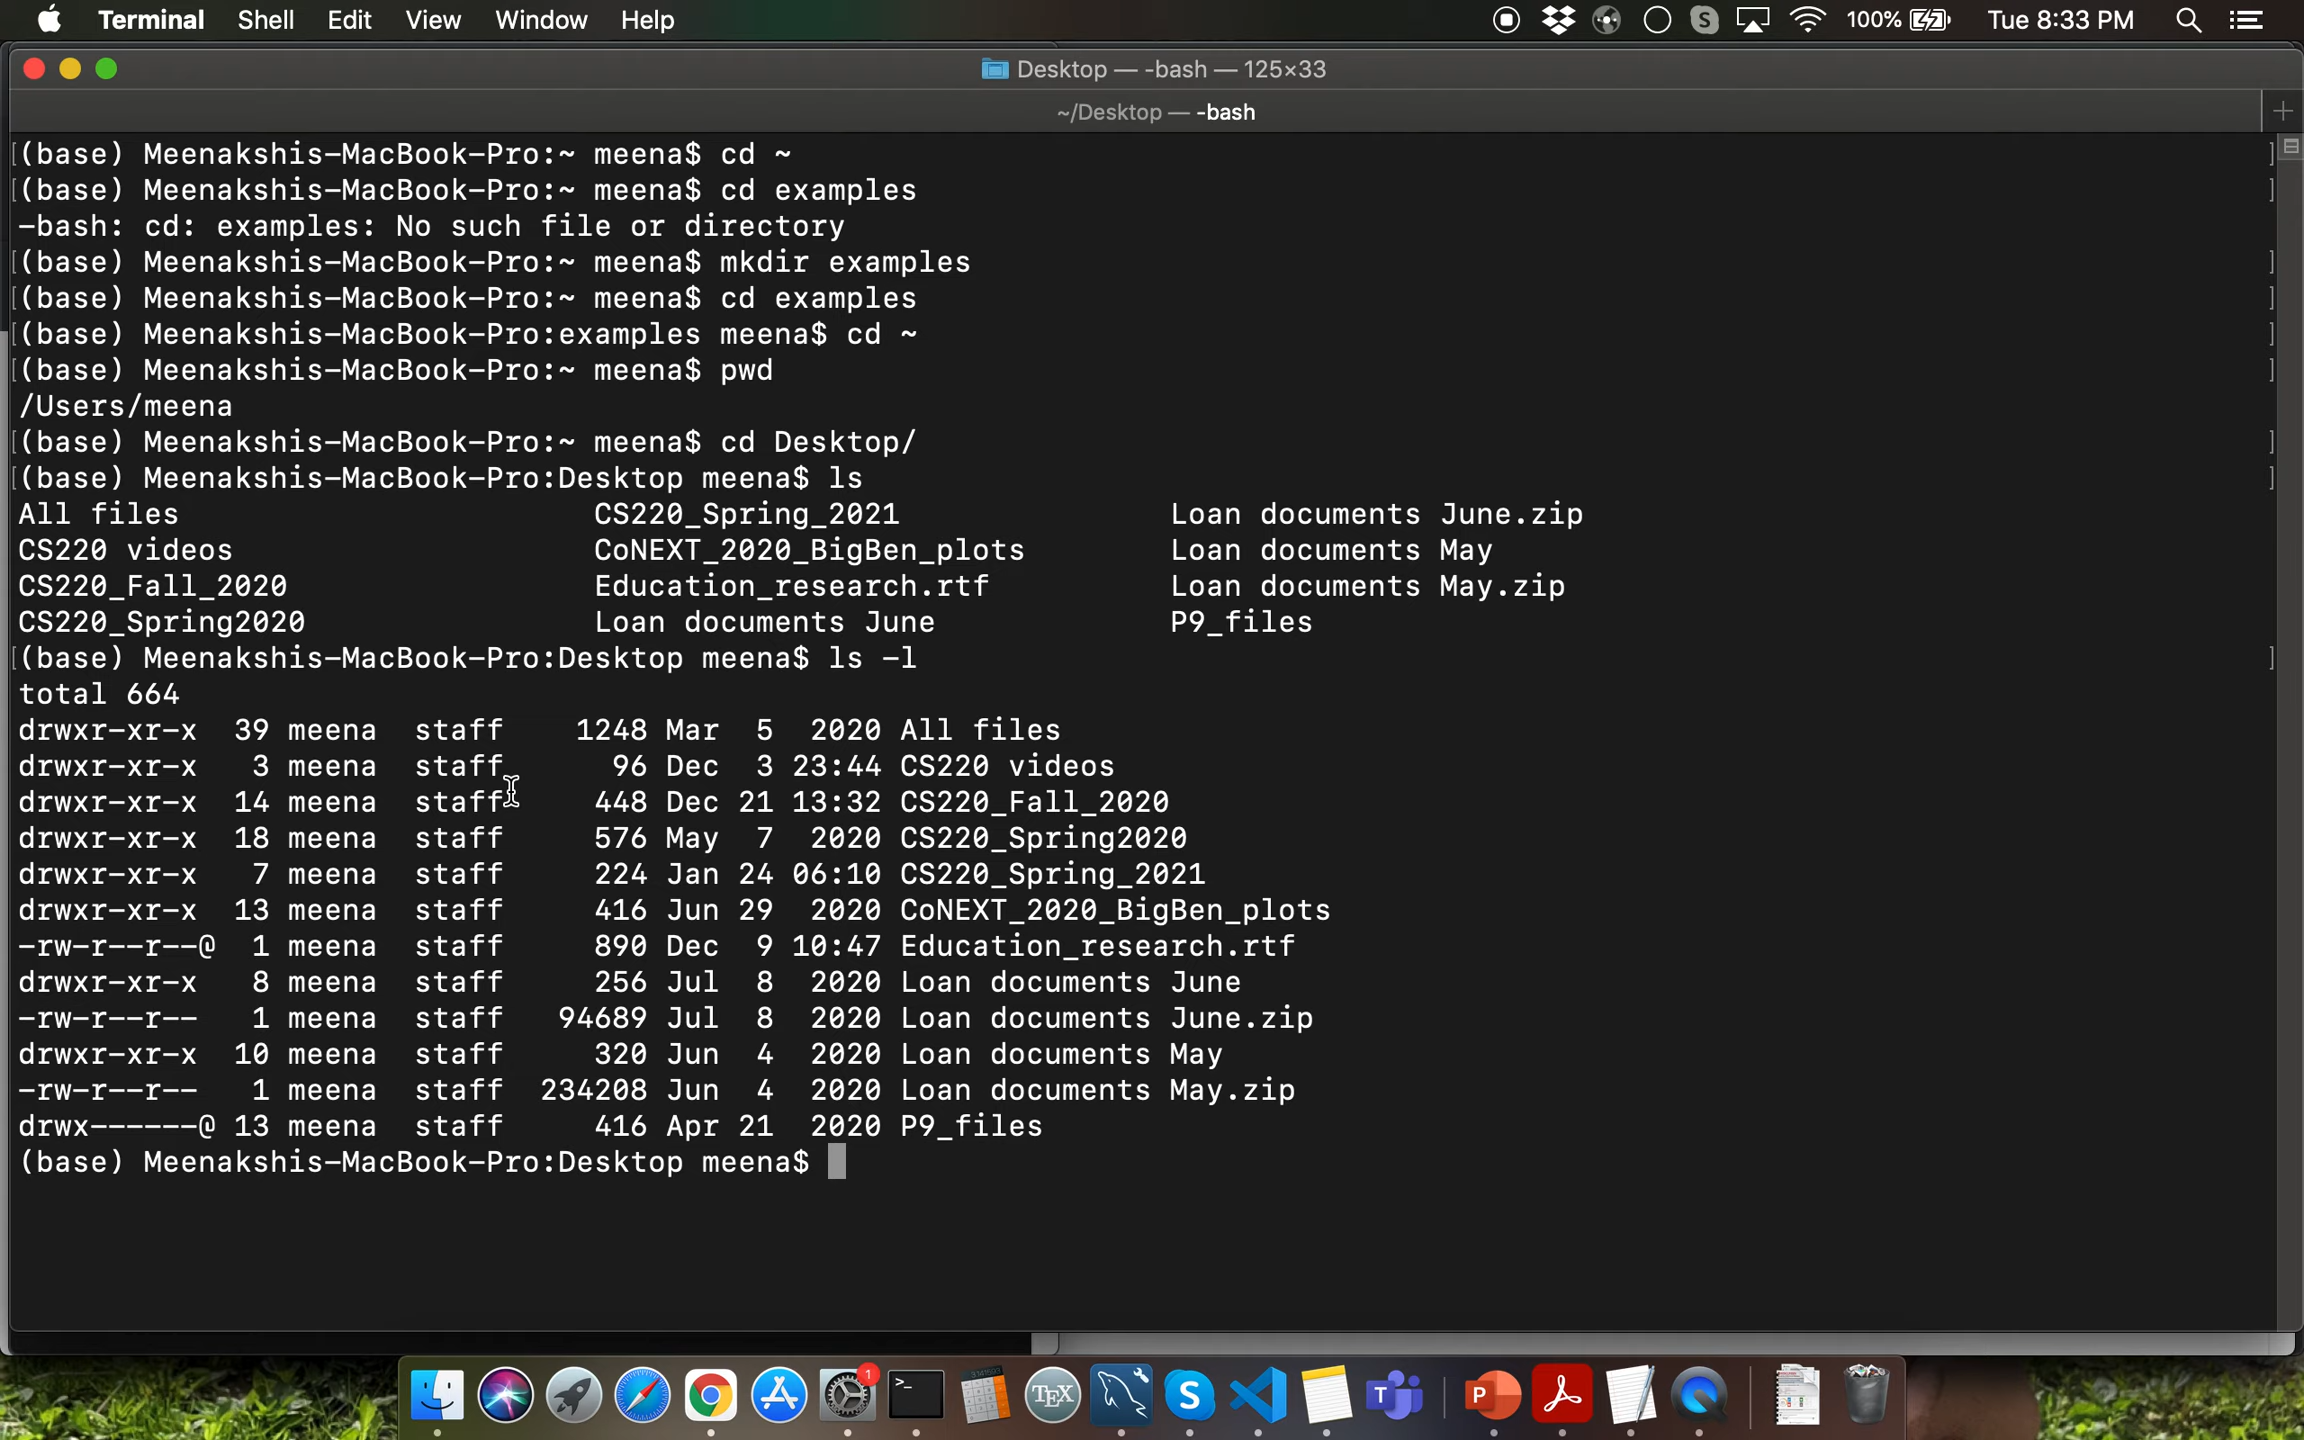 Terminal Shell Edit View Window Help 100% Tue 8:33 PM
Desktop — -bash — 125×33
~/Desktop — -bash
[(base) Meenakshis-MacBook-Pro:~ meena$ cd ~ ]
[(base) Meenakshis-MacBook-Pro:~ meena$ cd examples ]
-bash: cd: examples: No such file or directory
[(base) Meenakshis-MacBook-Pro:~ meena$ mkdir examples ]
[(base) Meenakshis-MacBook-Pro:~ meena$ cd examples ]
[(base) Meenakshis-MacBook-Pro:examples meena$ cd ~ ]
[(base) Meenakshis-MacBook-Pro:~ meena$ pwd ]
/Users/meena
[(base) Meenakshis-MacBook-Pro:~ meena$ cd Desktop/ ]
[(base) Meenakshis-MacBook-Pro:Desktop meena$ ls ]
All files CS220_Spring_2021 Loan documents June.zip
CS220 videos CoNEXT_2020_BigBen_plots Loan documents May
CS220_Fall_2020 Education_research.rtf Loan documents May.zip
CS220_Spring2020 Loan documents June P9_files
[(base) Meenakshis-MacBook-Pro:Desktop meena$ ls -l ]
total 664
drwxr-xr-x 39 meena staff 1248 Mar 5 2020 All files
drwxr-xr-x 3 meena staff 96 Dec 3 23:44 CS220 videos
drwxr-xr-x 14 meena staff 448 Dec 21 13:32 CS220_Fall_2020
drwxr-xr-x 18 meena staff 576 May 7 2020 CS220_Spring2020
drwxr-xr-x 7 meena staff 224 Jan 24 06:10 CS220_Spring_2021
drwxr-xr-x 13 meena staff 416 Jun 29 2020 CoNEXT_2020_BigBen_plots
-rw-r--r--@ 1 meena staff 890 Dec 9 10:47 Education_research.rtf
drwxr-xr-x 8 meena staff 256 Jul 8 2020 Loan documents June
-rw-r--r-- 1 meena staff 94689 Jul 8 2020 Loan documents June.zip
drwxr-xr-x 10 meena staff 320 Jun 4 2020 Loan documents May
-rw-r--r-- 1 meena staff 234208 Jun 4 2020 Loan documents May.zip
drwx------@ 13 meena staff 416 Apr 21 2020 P9_files
(base) Meenakshis-MacBook-Pro:Desktop meena$